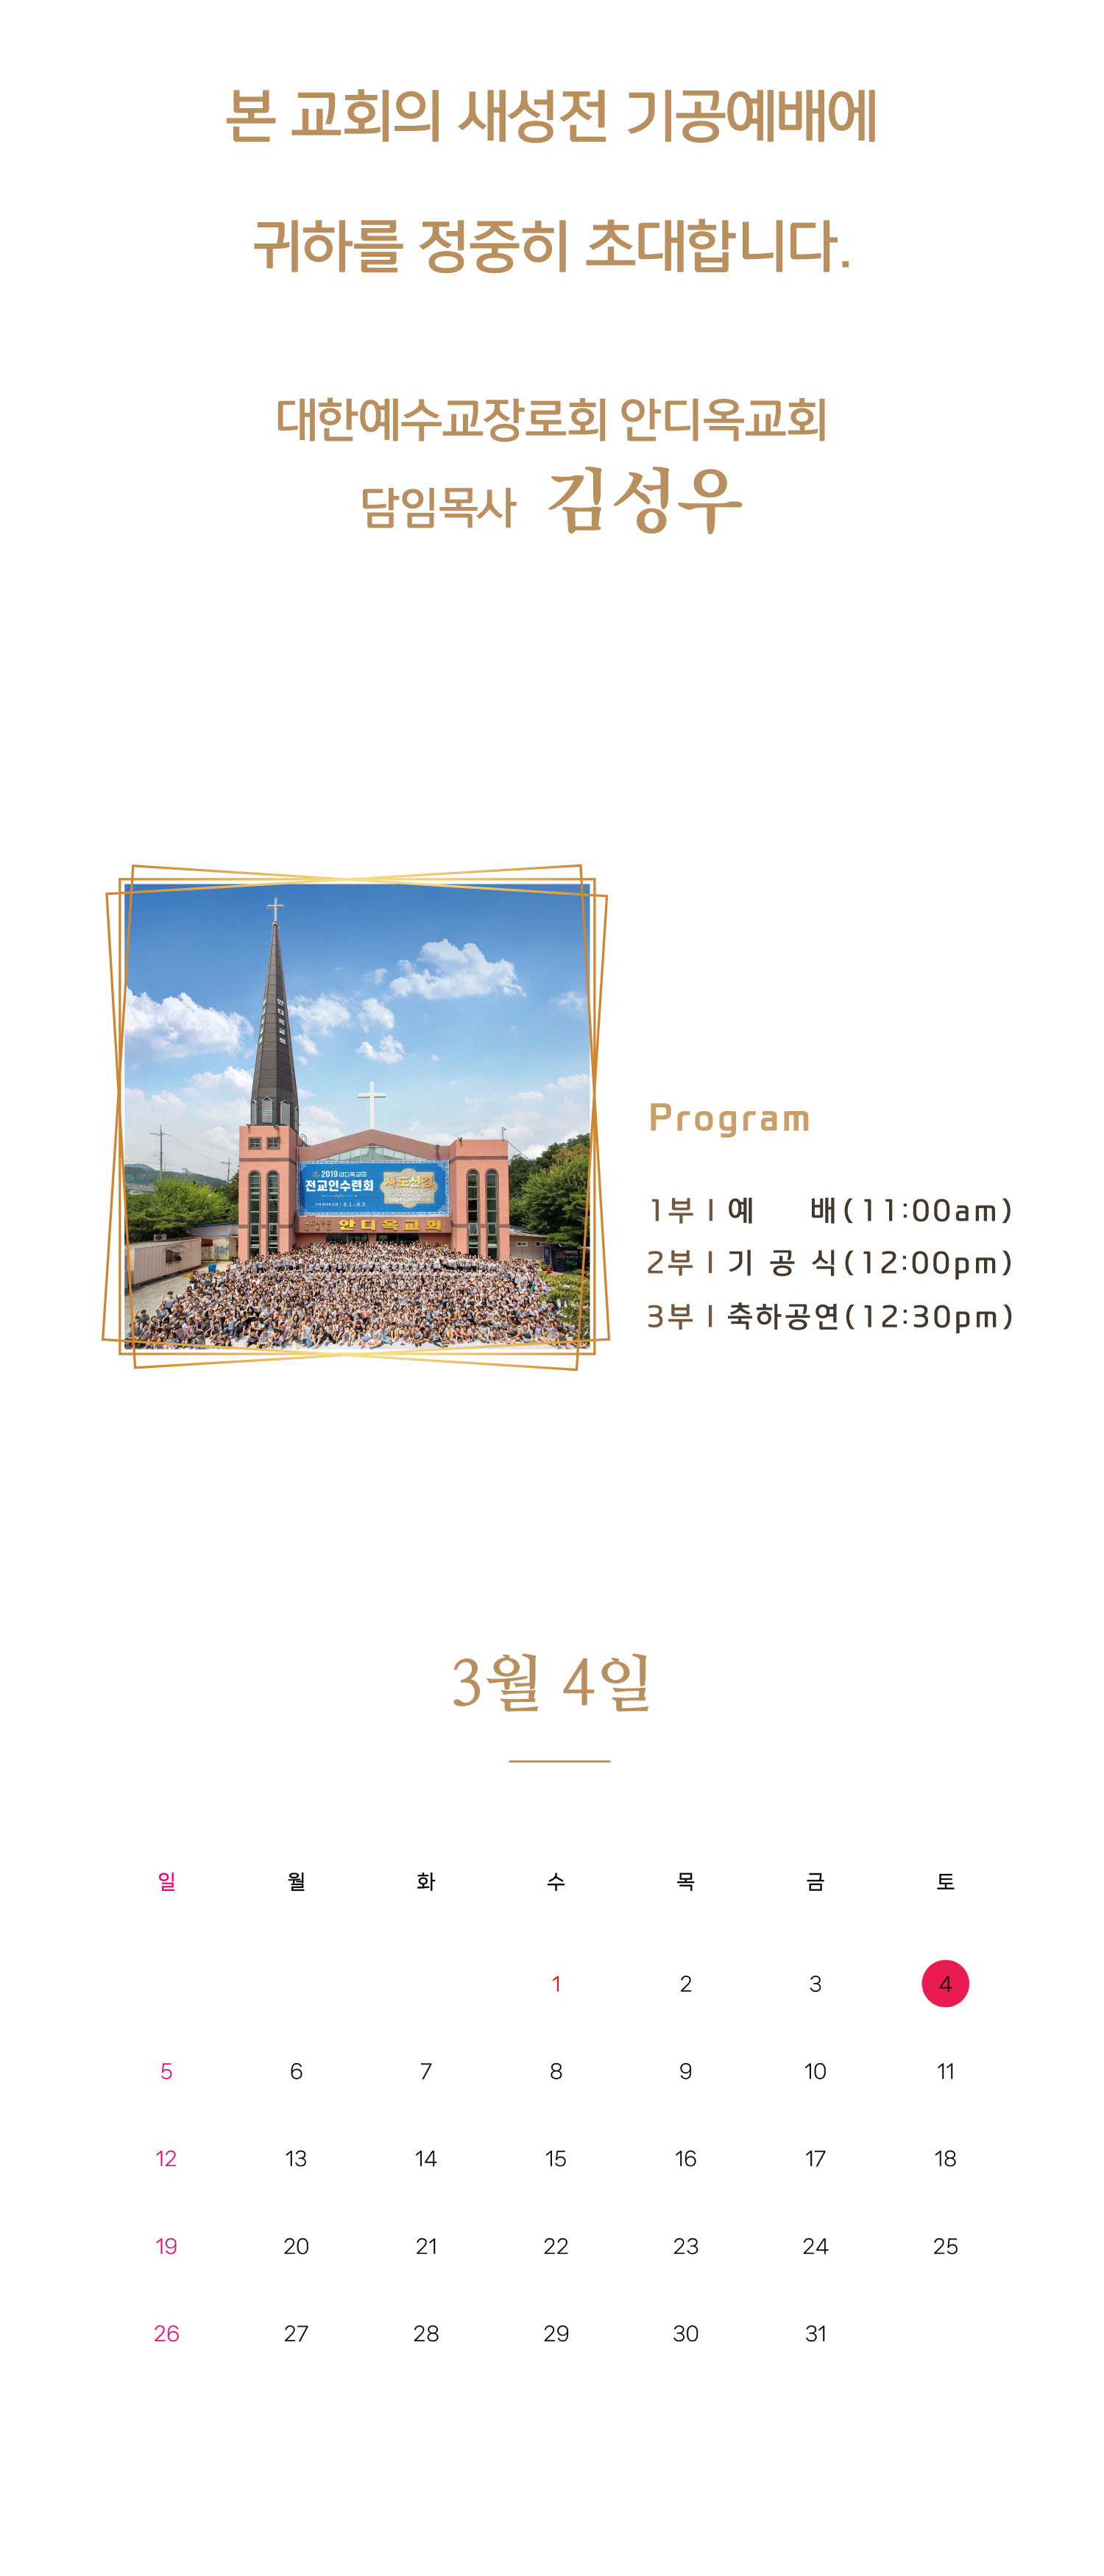 본 교회의 새성전 기공예배에
귀하를 정중히 초대합니다.
대한예수교장로회 안디옥교회
담임목사 김성우
안디옥교회
2019 안디옥교회
전교인수련회
사도신경
안디옥교회
Program
1부 | 예 배(11:00am)
2부 | 기 공 식(12:00pm)
3부 | 축하공연(12:30pm)
3월 4일
일 월 화 수 목 금 토
1 2 3 4
5 6 7 8 9 10 11
12 13 14 15 16 17 18
19 20 21 22 23 24 25
26 27 28 29 30 31